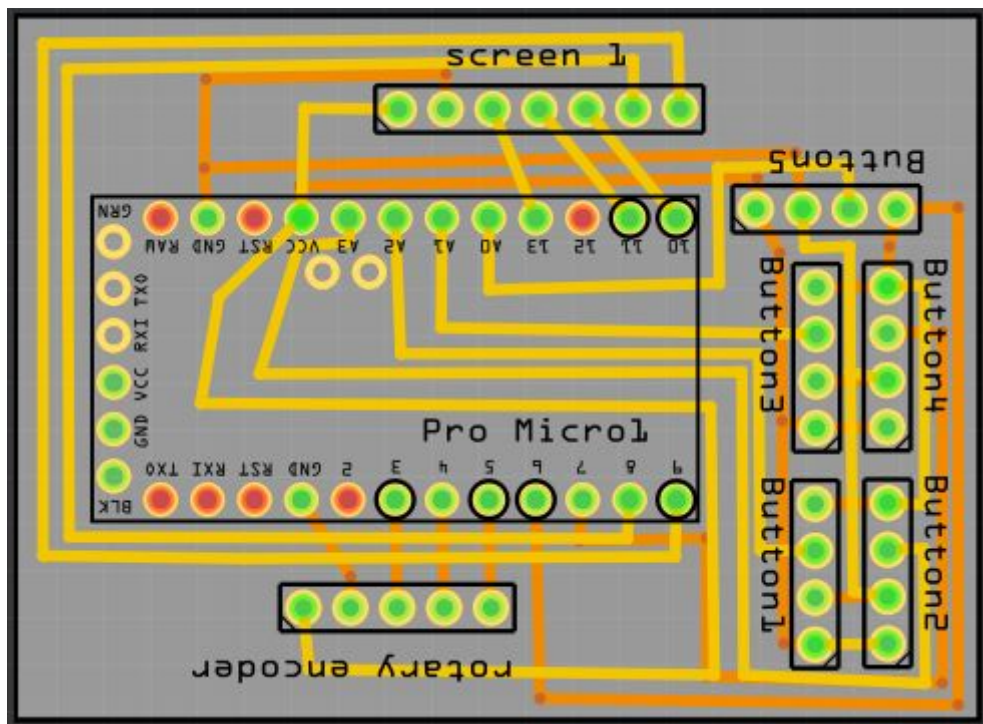 screen 1
Button5
GRN
RAW GND RST VCC A3 A2 A1 A0 13 12 11 10
TXO
RXI
VCC
GND
BLK
Button3
Button4
Pro Micro1
TXO RXI RST GND 2 3 4 5 6 7 8 9
Button1
Button2
rotary encoder